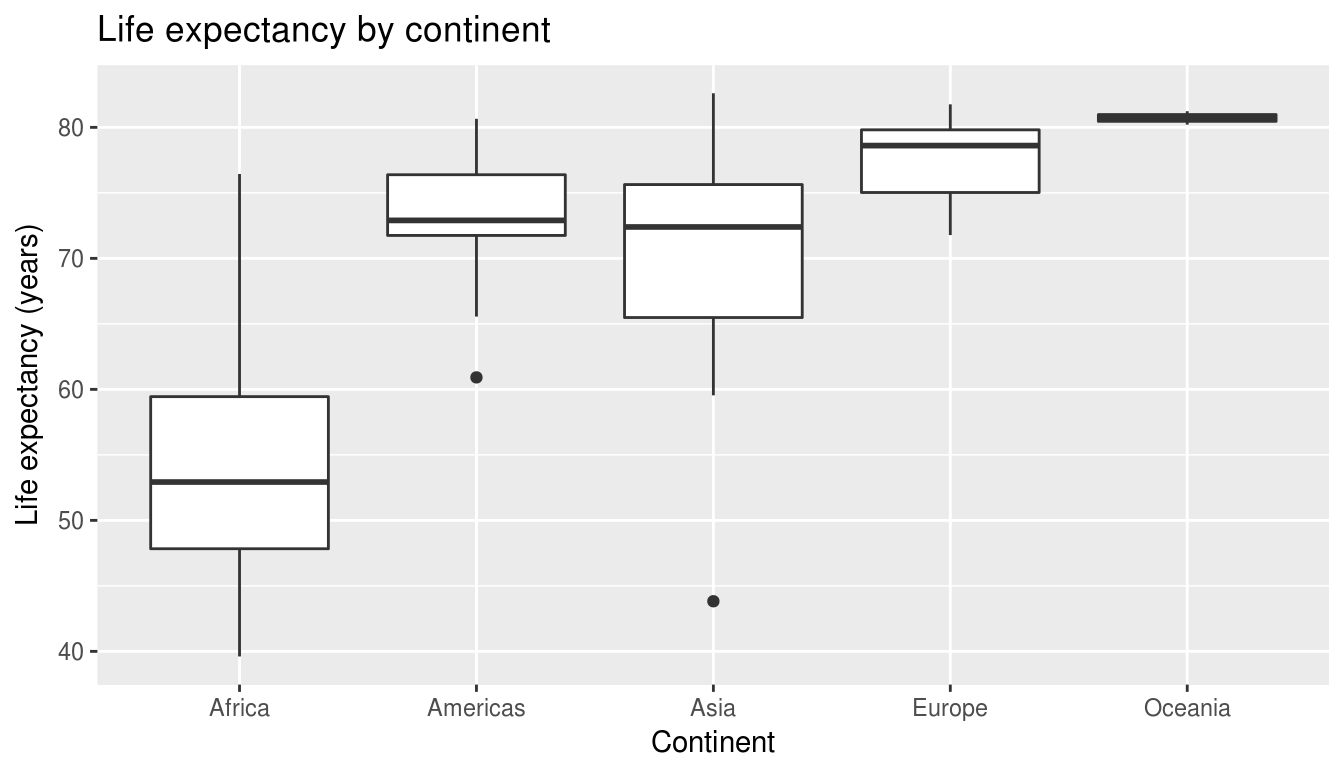 Life expectancy by continent
Life expectancy (years)
80
70
60
50
40
Africa Americas Asia Europe Oceania
Continent